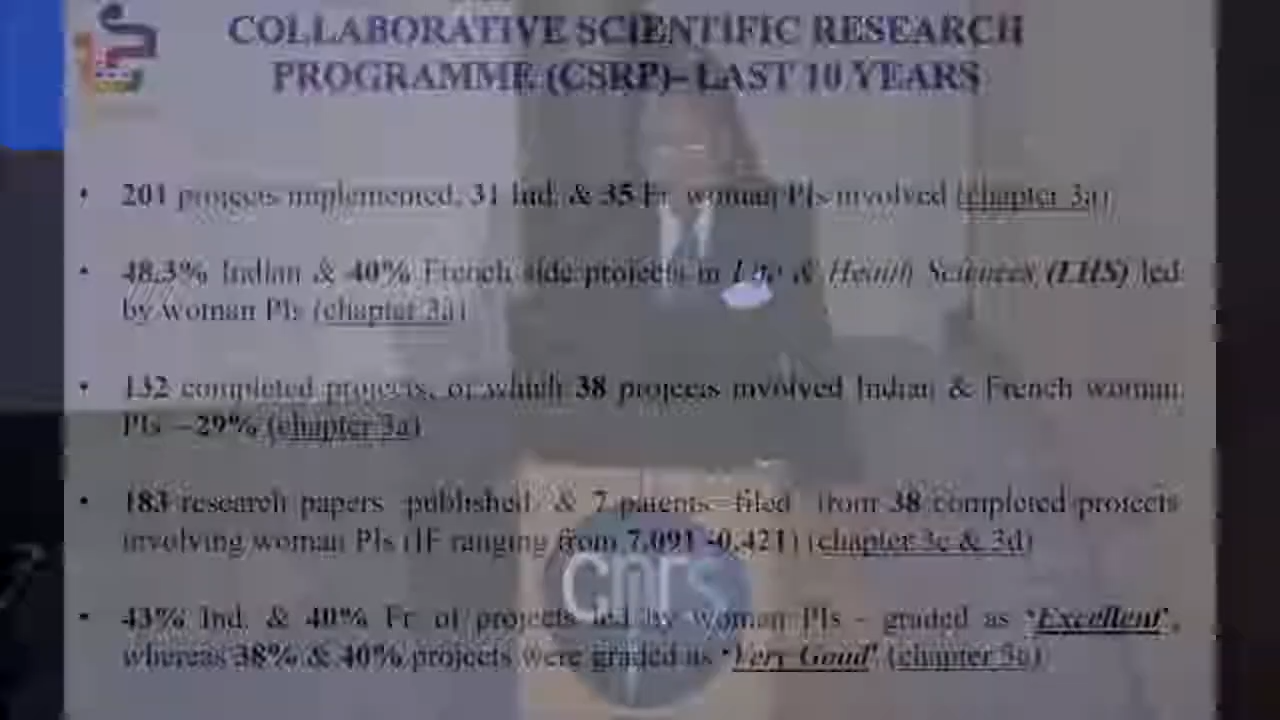 COLLABORATIVE SCIENTIFIC RESEARCH
PROGRAMME (CSRP)- LAST 10 YEARS
• 201 projects implemented, 31 Ind. & 35 Fr. woman PIs involved (chapter 3a)
• 48.3% Indian & 40% French side projects in Life & Health Sciences (LHS) led
by woman PIs (chapter 3a)
• 132 completed projects, of which 38 projects involved Indian & French woman
PIs –29% (chapter 3a)
• 183 research papers published & 7 patents filed from 38 completed projects
involving woman PIs (IF ranging from 7.091 -0.421) (chapter 3c & 3d)
• 43% Ind. & 40% Fr. of projects led by woman PIs - graded as 'Excellent',
whereas 38% & 40% projects were graded as 'Very Good' (chapter 3e)
cnrs